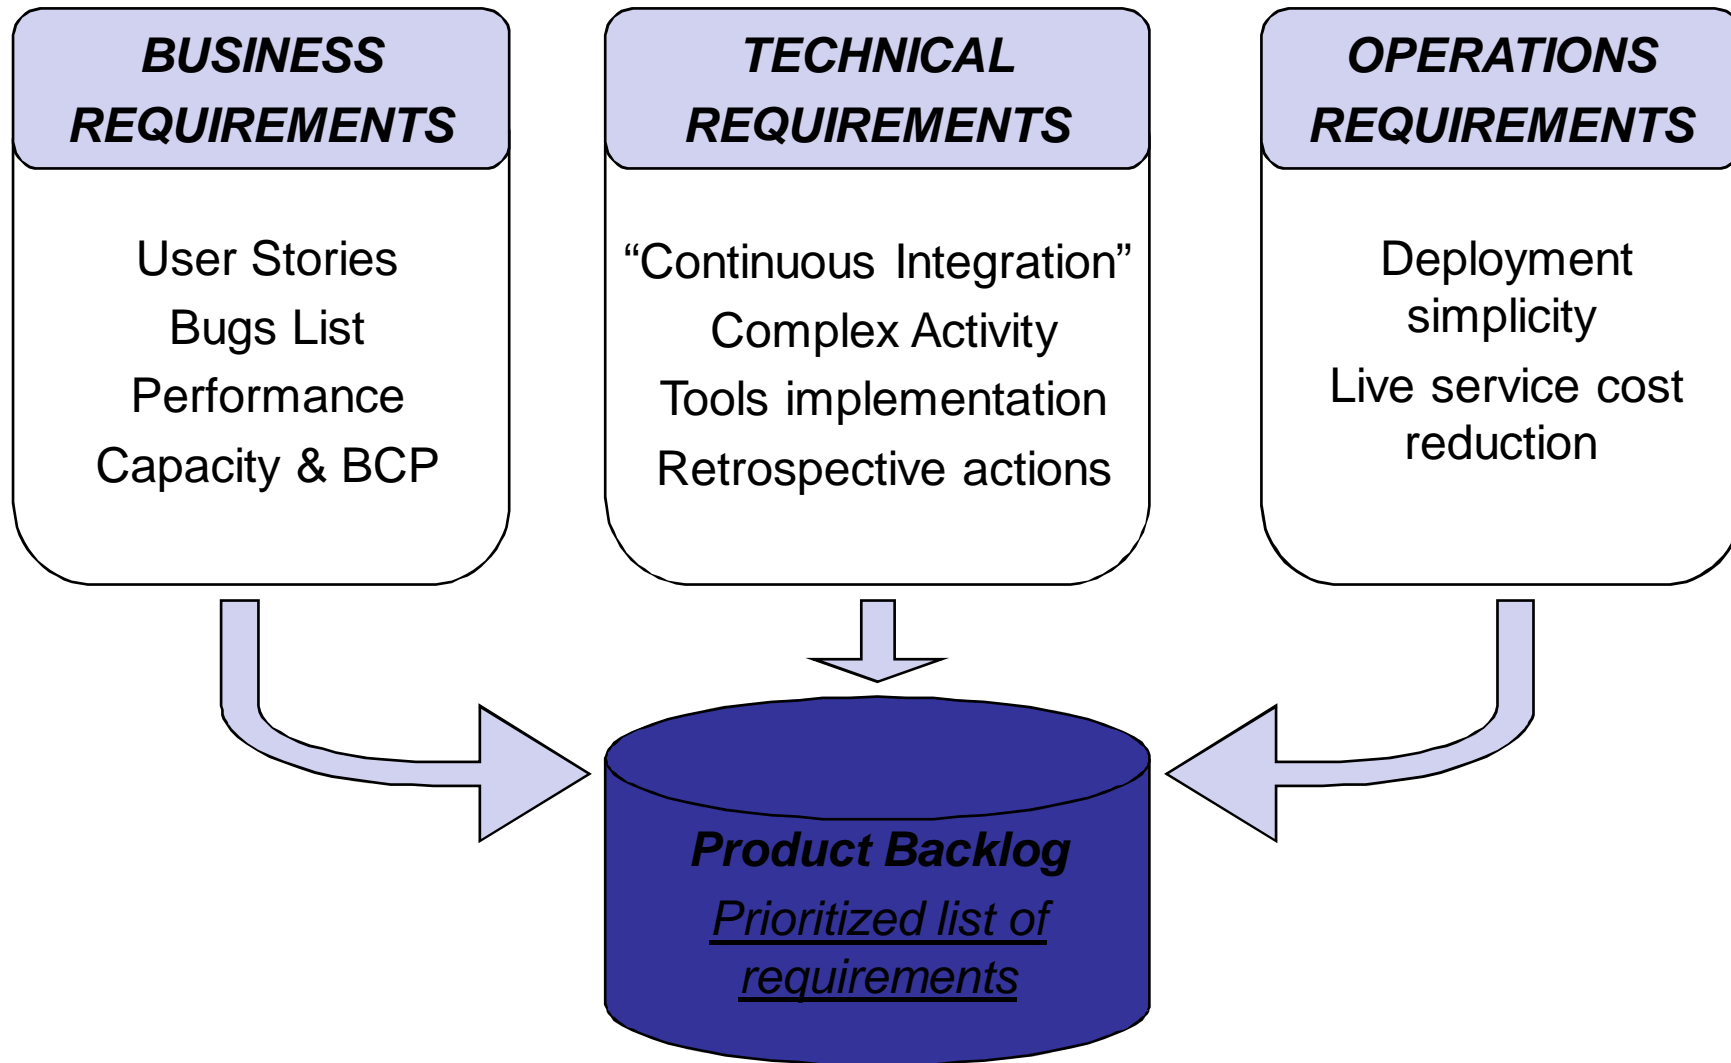 BUSINESS
REQUIREMENTS
User Stories
Bugs List
Performance
Capacity & BCP
TECHNICAL
REQUIREMENTS
“Continuous Integration”
Complex Activity
Tools implementation
Retrospective actions
OPERATIONS
REQUIREMENTS
Deployment
simplicity
Live service cost
reduction
Product Backlog
Prioritized list of
requirements